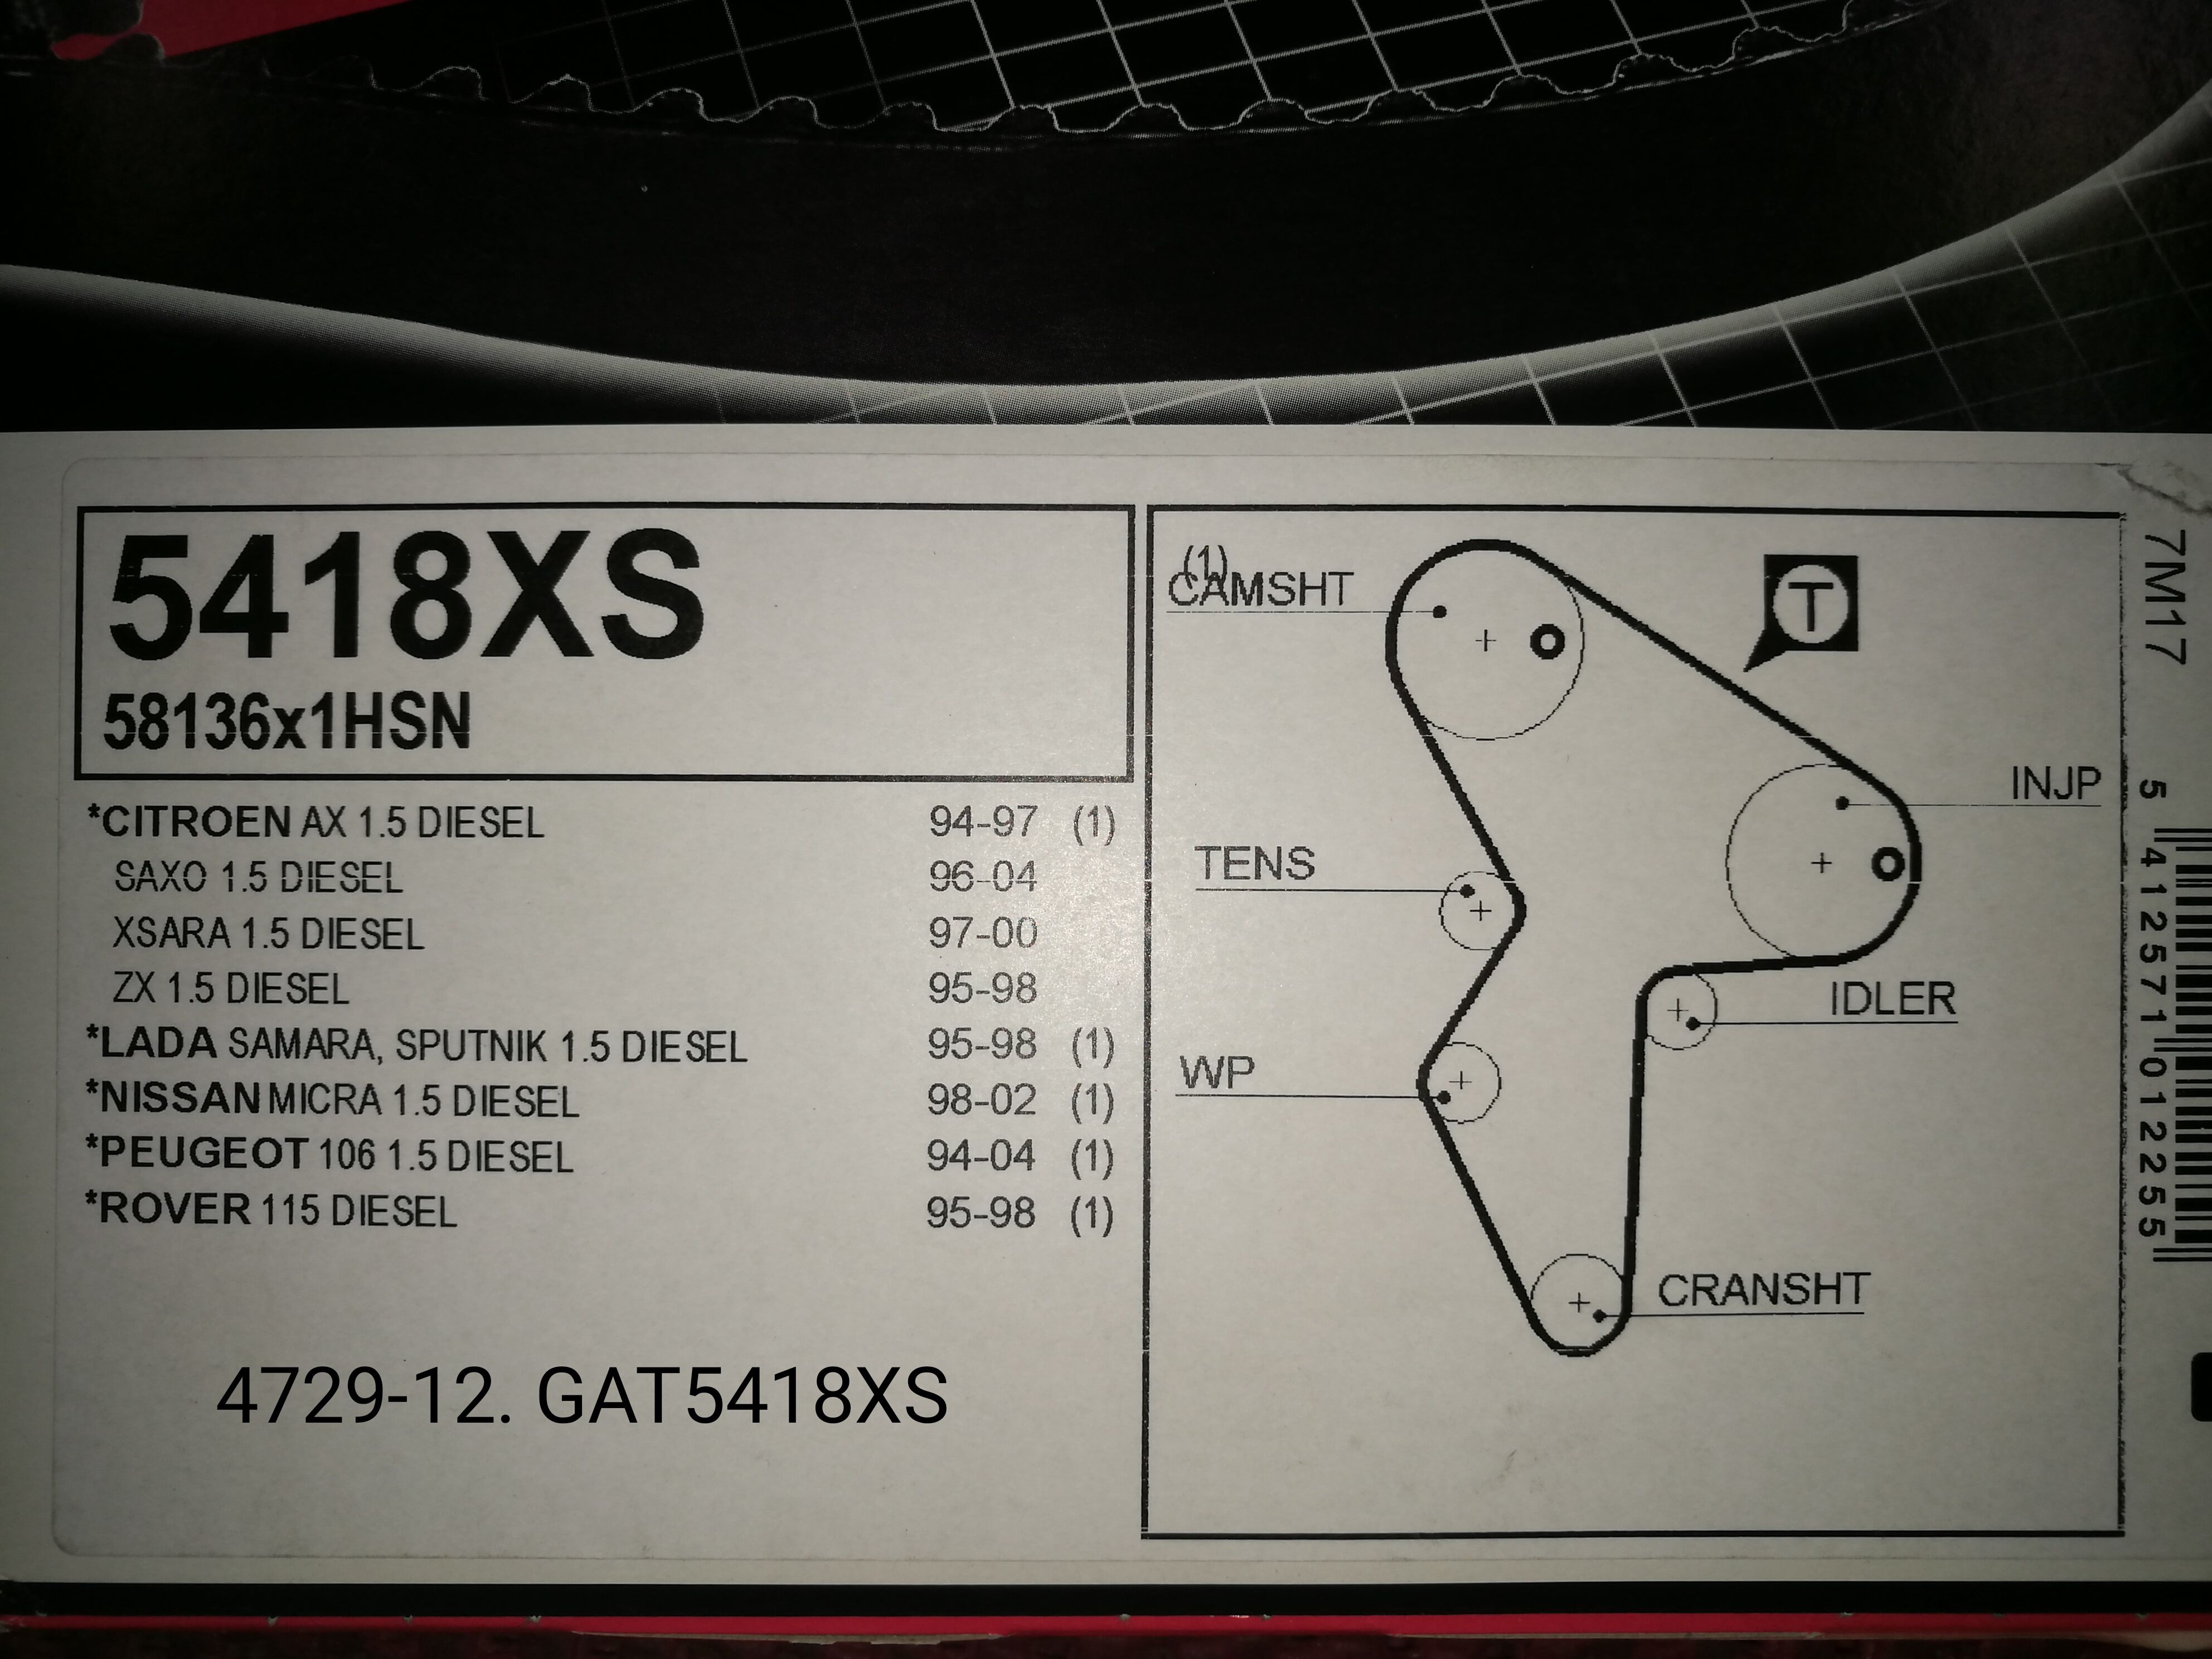 5418XS
58136x1HSN
*CITROEN AX 1.5 DIESEL 94-97 (1)
SAXO 1.5 DIESEL 96-04
XSARA 1.5 DIESEL 97-00
ZX 1.5 DIESEL 95-98
*LADA SAMARA, SPUTNIK 1.5 DIESEL 95-98 (1)
*NISSAN MICRA 1.5 DIESEL 98-02 (1)
*PEUGEOT 106 1.5 DIESEL 94-04 (1)
*ROVER 115 DIESEL 95-98 (1)
4729-12. GAT5418XS
(1)
CAMSHT
T
INJP
TENS
IDLER
WP
CRANSHT
7M17
5 412571 012255